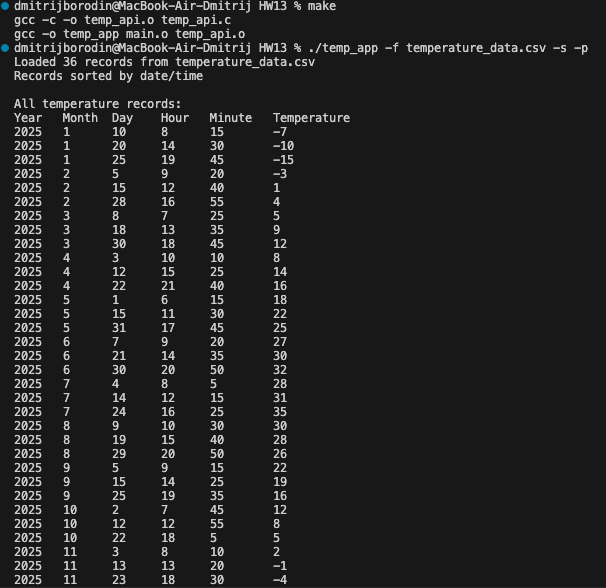 dmitrijborodin@MacBook-Air-Dmitrij HW13 % make
gcc -c -o temp_api.o temp_api.c
gcc -o temp_app main.o temp_api.o
dmitrijborodin@MacBook-Air-Dmitrij HW13 % ./temp_app -f temperature_data.csv -s -p
Loaded 36 records from temperature_data.csv
Records sorted by date/time
All temperature records:
Year Month Day Hour Minute Temperature
2025 1 10 8 15 -7
2025 1 20 14 30 -10
2025 1 25 19 45 -15
2025 2 5 9 20 -3
2025 2 15 12 40 1
2025 2 28 16 55 4
2025 3 8 7 25 5
2025 3 18 13 35 9
2025 3 30 18 45 12
2025 4 3 10 10 8
2025 4 12 15 25 14
2025 4 22 21 40 16
2025 5 1 6 15 18
2025 5 15 11 30 22
2025 5 31 17 45 25
2025 6 7 9 20 27
2025 6 21 14 35 30
2025 6 30 20 50 32
2025 7 4 8 5 28
2025 7 14 12 15 31
2025 7 24 16 25 35
2025 8 9 10 30 30
2025 8 19 15 40 28
2025 8 29 20 50 26
2025 9 5 9 15 22
2025 9 15 14 25 19
2025 9 25 19 35 16
2025 10 2 7 45 12
2025 10 12 12 55 8
2025 10 22 18 5 5
2025 11 3 8 10 2
2025 11 13 13 20 -1
2025 11 23 18 30 -4